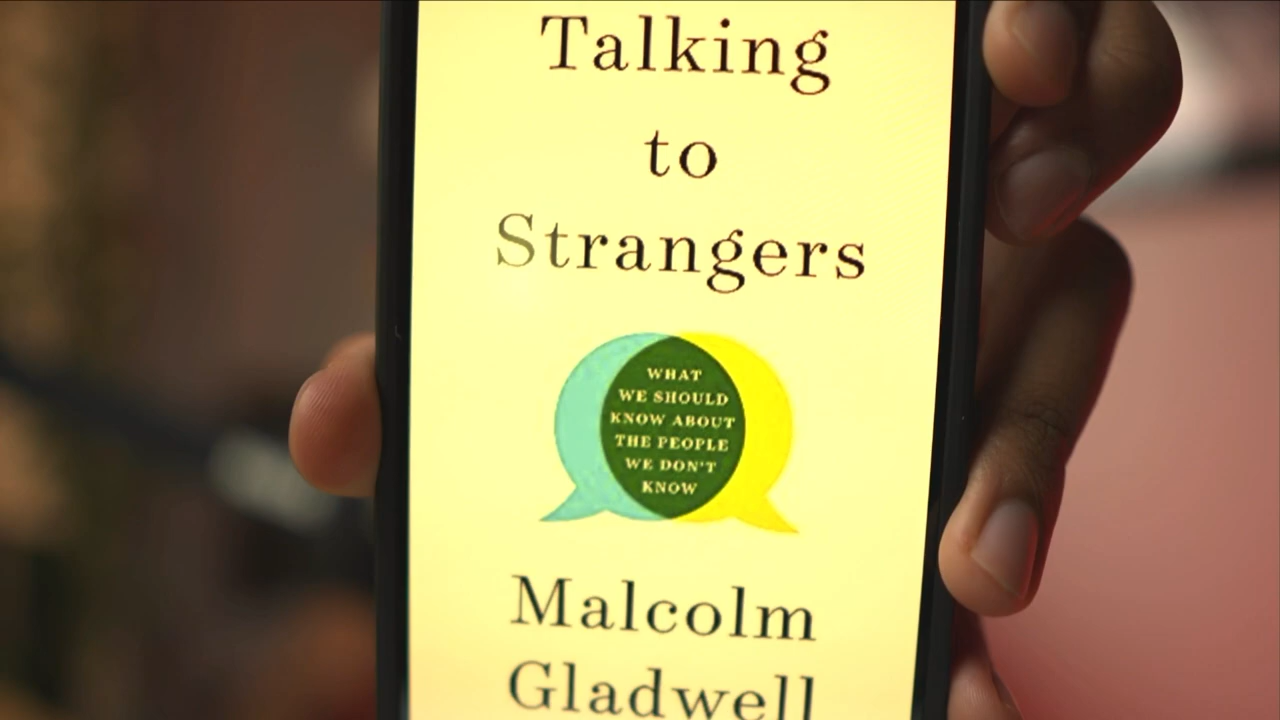 Talking
to
Strangers
WHAT
WE SHOULD
KNOW ABOUT
THE PEOPLE
WE DON'T
KNOW
Malcolm
Gladwell